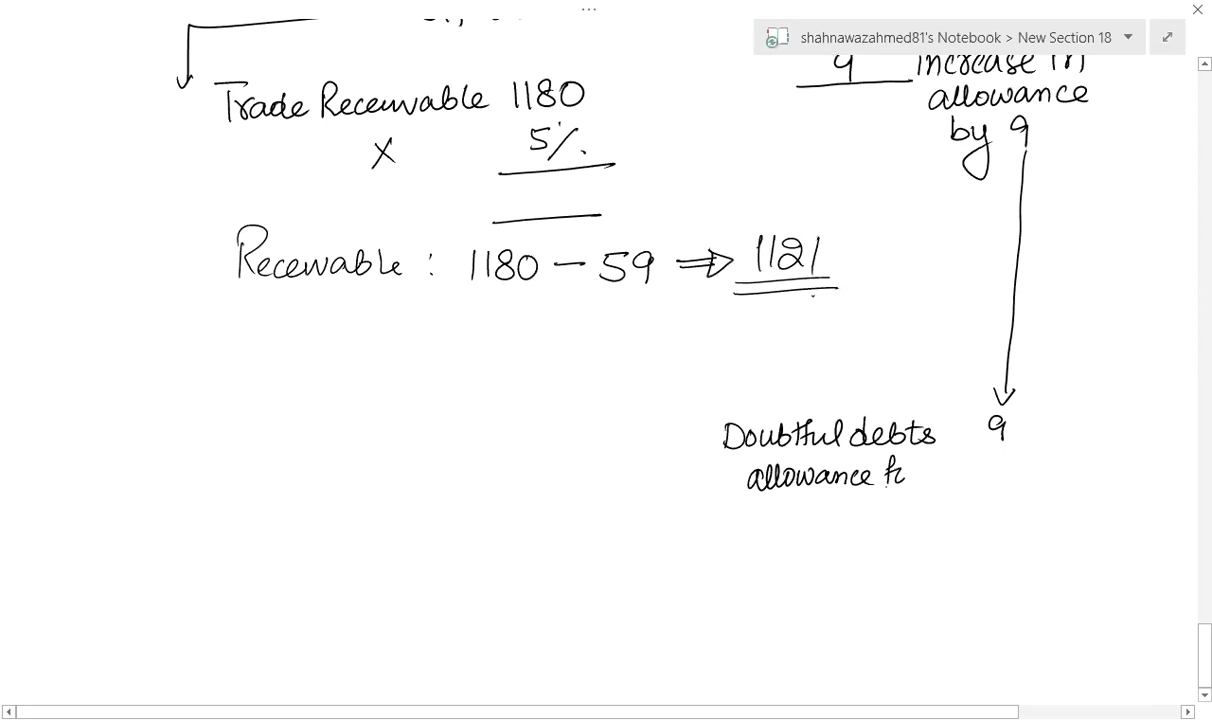 shahnawazahmed81's Notebook > New Section 18
9 increase in
allowance
by 9
Trade Receivable 1180
X 5%.
Receivable : 1180 - 59 ⇒ 1121
Doubtful debts 9
allowance